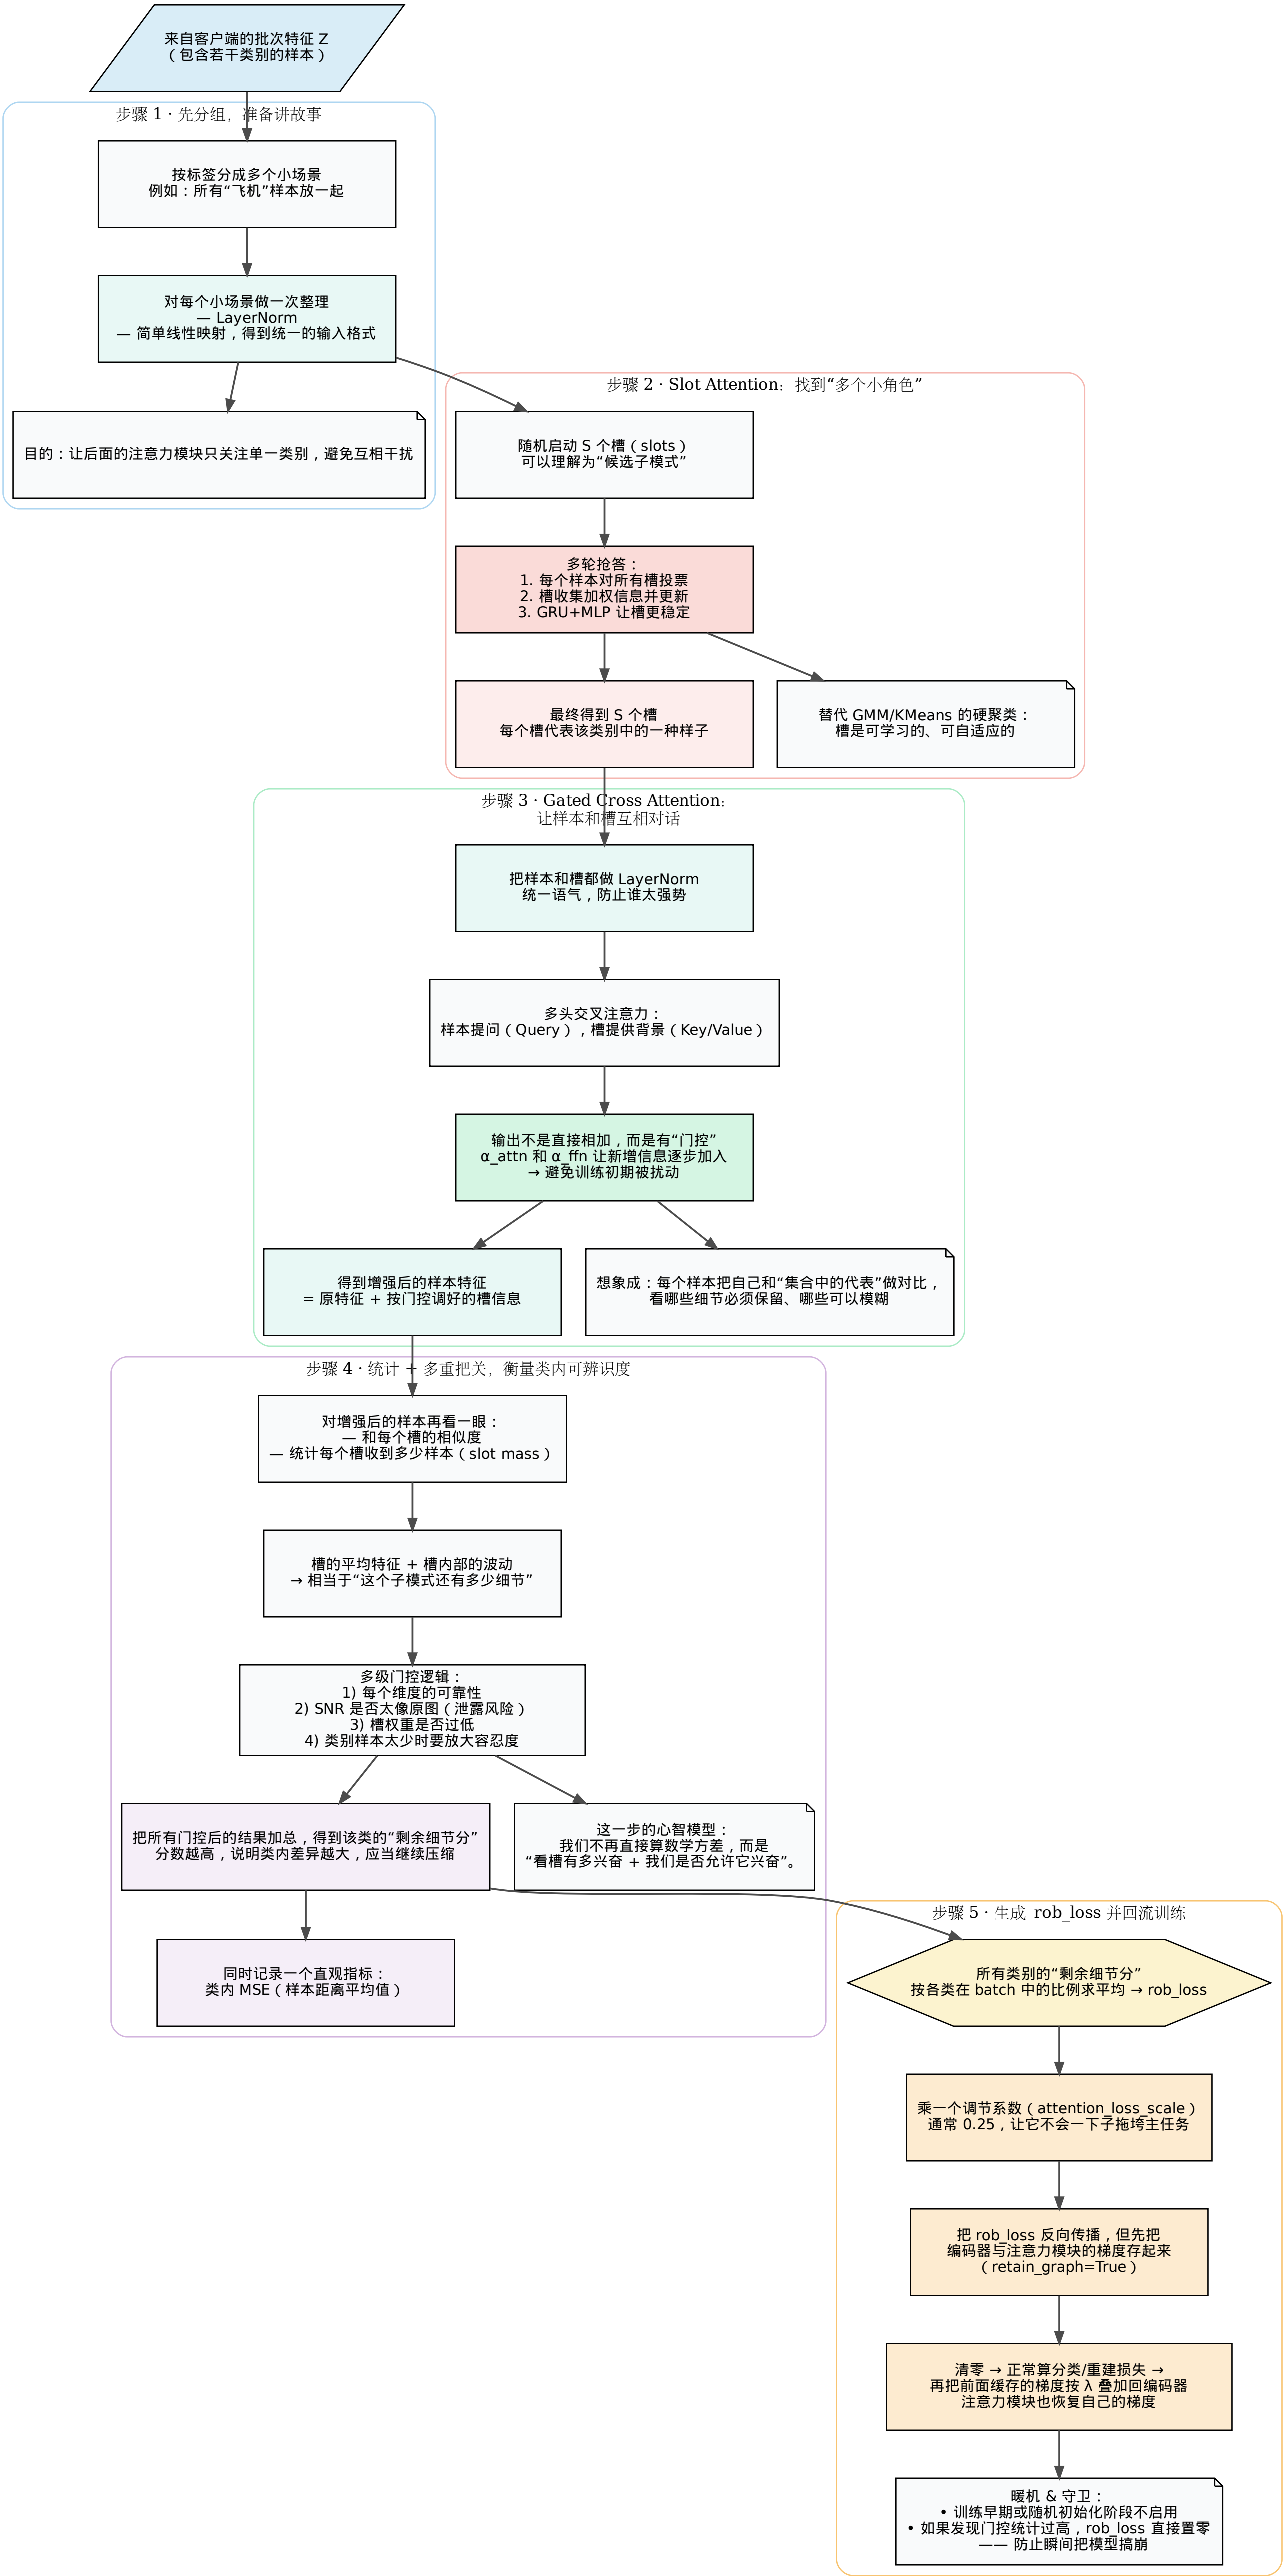 来自客户端的批次特征 Z
（包含若干类别的样本）
步骤 1 · 先分组，准备讲故事
按标签分成多个小场景
例如：所有“飞机”样本放一起
对每个小场景做一次整理
— LayerNorm
— 简单线性映射，得到统一的输入格式
目的：让后面的注意力模块只关注单一类别，避免互相干扰
步骤 2 · Slot Attention：找到“多个小角色”
随机启动 S 个槽（slots）
可以理解为“候选子模式”
多轮抢答：
1. 每个样本对所有槽投票
2. 槽收集加权信息并更新
3. GRU+MLP 让槽更稳定
最终得到 S 个槽
每个槽代表该类别中的一种样子
替代 GMM/KMeans 的硬聚类：
槽是可学习的、可自适应的
步骤 3 · Gated Cross Attention：
让样本和槽互相对话
把样本和槽都做 LayerNorm
统一语气，防止谁太强势
多头交叉注意力：
样本提问（Query），槽提供背景（Key/Value）
输出不是直接相加，而是有“门控”
α_attn 和 α_ffn 让新增信息逐步加入
→ 避免训练初期被扰动
得到增强后的样本特征
= 原特征 + 按门控调好的槽信息
想象成：每个样本把自己和“集合中的代表”做对比，
看哪些细节必须保留、哪些可以模糊
步骤 4 · 统计 + 多重把关，衡量类内可辨识度
对增强后的样本再看一眼：
— 和每个槽的相似度
— 统计每个槽收到多少样本（slot mass）
槽的平均特征 + 槽内部的波动
→ 相当于“这个子模式还有多少细节”
多级门控逻辑：
1) 每个维度的可靠性
2) SNR 是否太像原图（泄露风险）
3) 槽权重是否过低
4) 类别样本太少时要放大容忍度
把所有门控后的结果加总，得到该类的“剩余细节分”
分数越高，说明类内差异越大，应当继续压缩
这一步的心智模型：
我们不再直接算数学方差，而是
“看槽有多兴奋 + 我们是否允许它兴奋”。
同时记录一个直观指标：
类内 MSE（样本距离平均值）
步骤 5 · 生成 rob_loss 并回流训练
所有类别的“剩余细节分”
按各类在 batch 中的比例求平均 → rob_loss
乘一个调节系数（attention_loss_scale）
通常 0.25，让它不会一下子拖垮主任务
把 rob_loss 反向传播，但先把
编码器与注意力模块的梯度存起来
（retain_graph=True）
清零 → 正常算分类/重建损失 →
再把前面缓存的梯度按 λ 叠加回编码器
注意力模块也恢复自己的梯度
暖机 & 守卫：
• 训练早期或随机初始化阶段不启用
• 如果发现门控统计过高，rob_loss 直接置零
—— 防止瞬间把模型搞崩